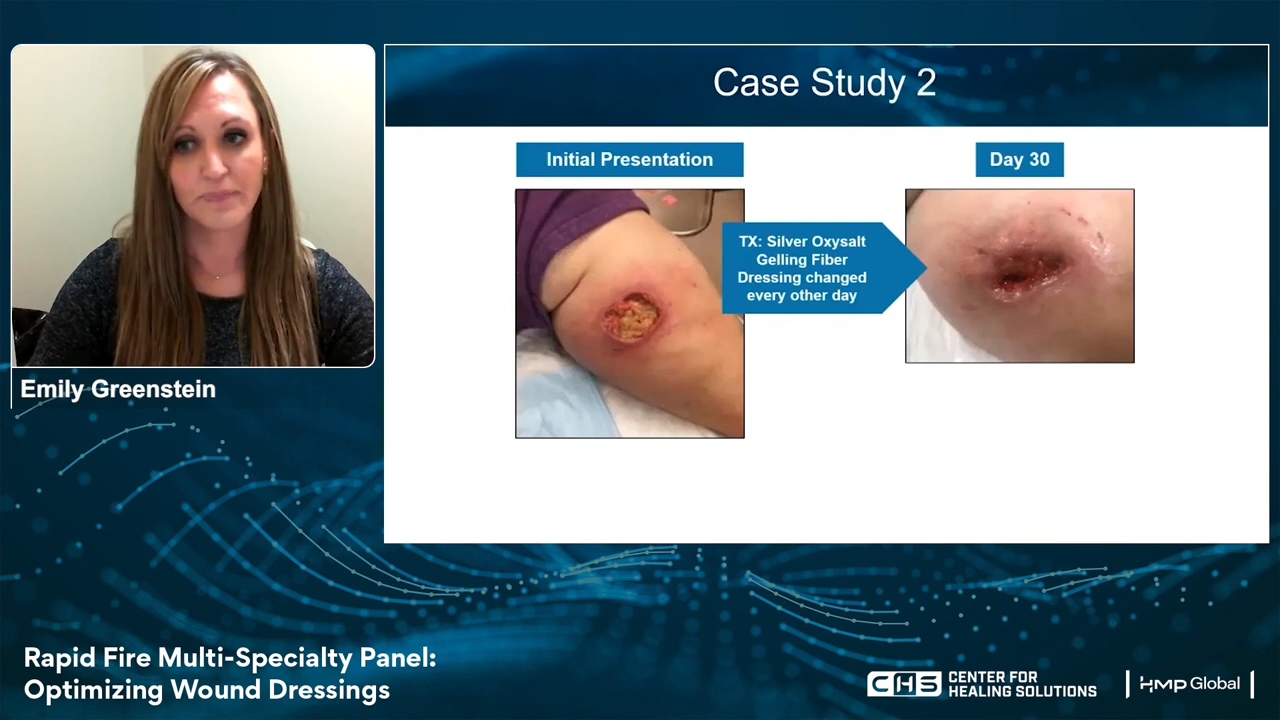 Case Study 2
Initial Presentation
Day 30
TX: Silver Oxysalt
Gelling Fiber
Dressing changed
every other day
Emily Greenstein
Rapid Fire Multi-Specialty Panel:
Optimizing Wound Dressings
CHS
CENTER FOR
HEALING SOLUTIONS
HMP Global